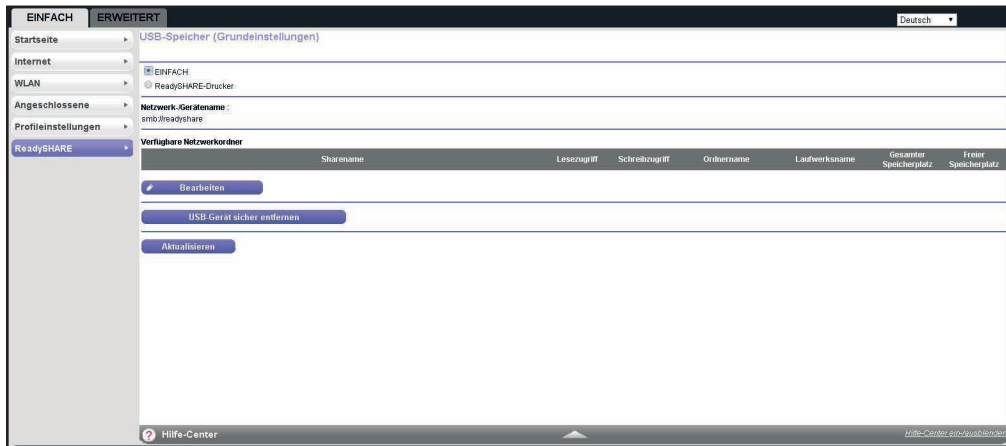 EINFACH ERWEITERT
Deutsch
Startseite
Internet
WLAN
Angeschlossene
Profileinstellungen
ReadySHARE
USB-Speicher (Grundeinstellungen)
EINFACH
ReadySHARE-Drucker
Netzwerk-/Gerätename :
smb://readyshare
Verfügbare Netzwerkordner
Sharename Lesezugriff Schreibzugriff Ordnername Laufwerksname Gesamter Speicherplatz Freier Speicherplatz
Bearbeiten
USB-Gerät sicher entfernen
Aktualisieren
Hilfe-Center
Hilfe-Center ein-/ausblenden